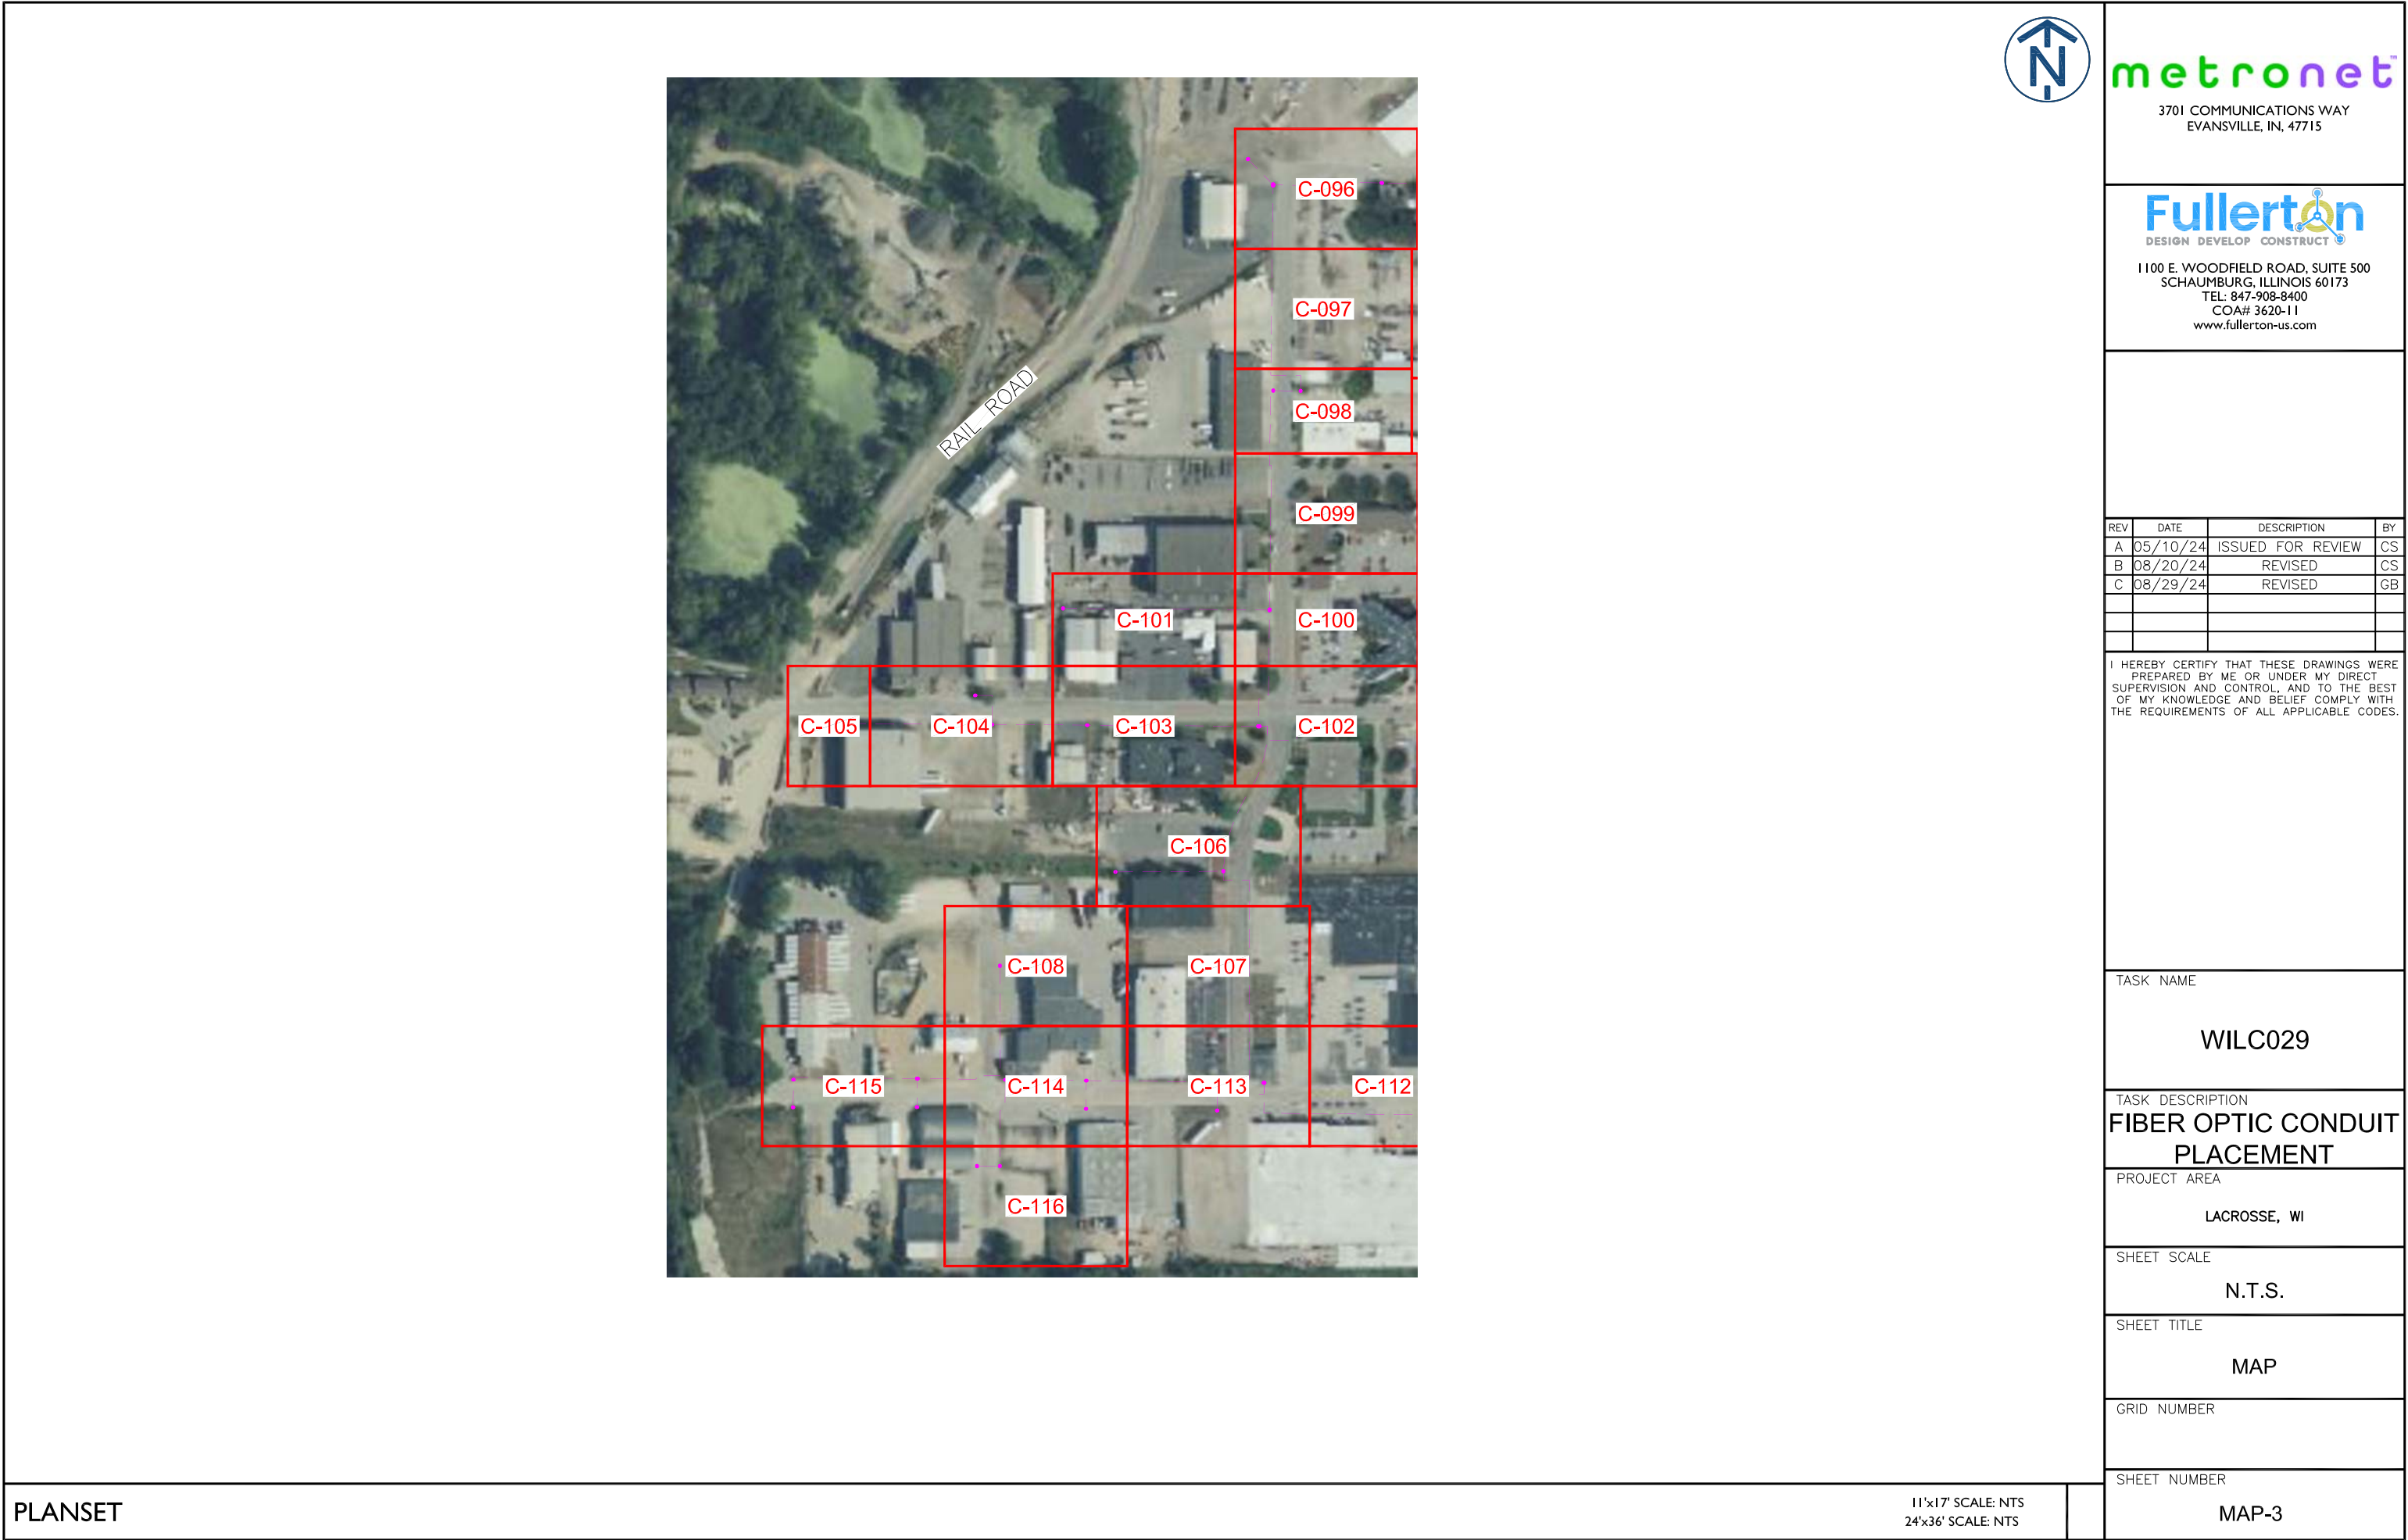 N
C-096
C-097
C-098
RAIL ROAD
C-099
C-101
C-100
C-105
C-104
C-103
C-102
C-106
C-108
C-107
C-115
C-114
C-113
C-112
C-116
PLANSET
11'x17' SCALE: NTS
24'x36' SCALE: NTS
metronet™
3701 COMMUNICATIONS WAY
EVANSVILLE, IN, 47715
Fullerton
DESIGN DEVELOP CONSTRUCT
1100 E. WOODFIELD ROAD, SUITE 500
SCHAUMBURG, ILLINOIS 60173
TEL: 847-908-8400
COA# 3620-11
www.fullerton-us.com
REV DATE DESCRIPTION BY
A 05/10/24 ISSUED FOR REVIEW CS
B 08/20/24 REVISED CS
C 08/29/24 REVISED GB
I HEREBY CERTIFY THAT THESE DRAWINGS WERE
PREPARED BY ME OR UNDER MY DIRECT
SUPERVISION AND CONTROL, AND TO THE BEST
OF MY KNOWLEDGE AND BELIEF COMPLY WITH
THE REQUIREMENTS OF ALL APPLICABLE CODES.
TASK NAME
WILC029
TASK DESCRIPTION
FIBER OPTIC CONDUIT
PLACEMENT
PROJECT AREA
LACROSSE, WI
SHEET SCALE
N.T.S.
SHEET TITLE
MAP
GRID NUMBER
SHEET NUMBER
MAP-3